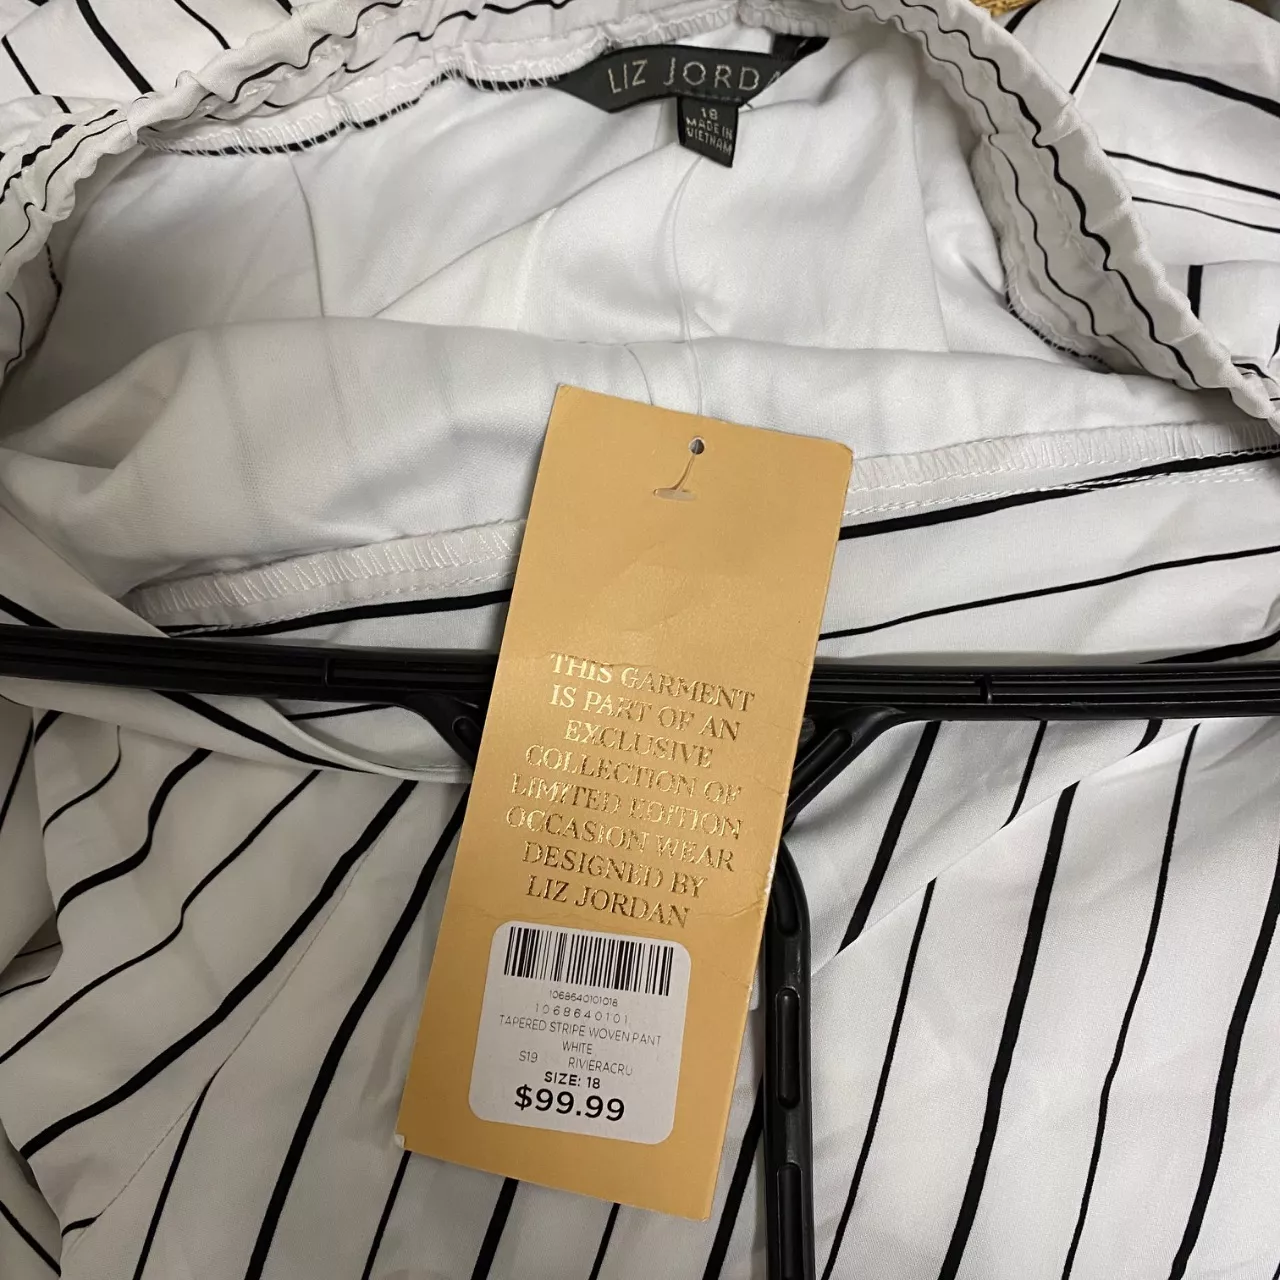 LIZ JORDA
18
MADE IN
VIETNAM
THIS GARMENT
IS PART OF AN
EXCLUSIVE
COLLECTION OF
LIMITED EDITION
OCCASION WEAR
DESIGNED BY
LIZ JORDAN
1068640101018
1068640101
TAPERED STRIPE WOVEN PANT
WHITE
S19 RIVIERACRU
SIZE: 18
$99.99